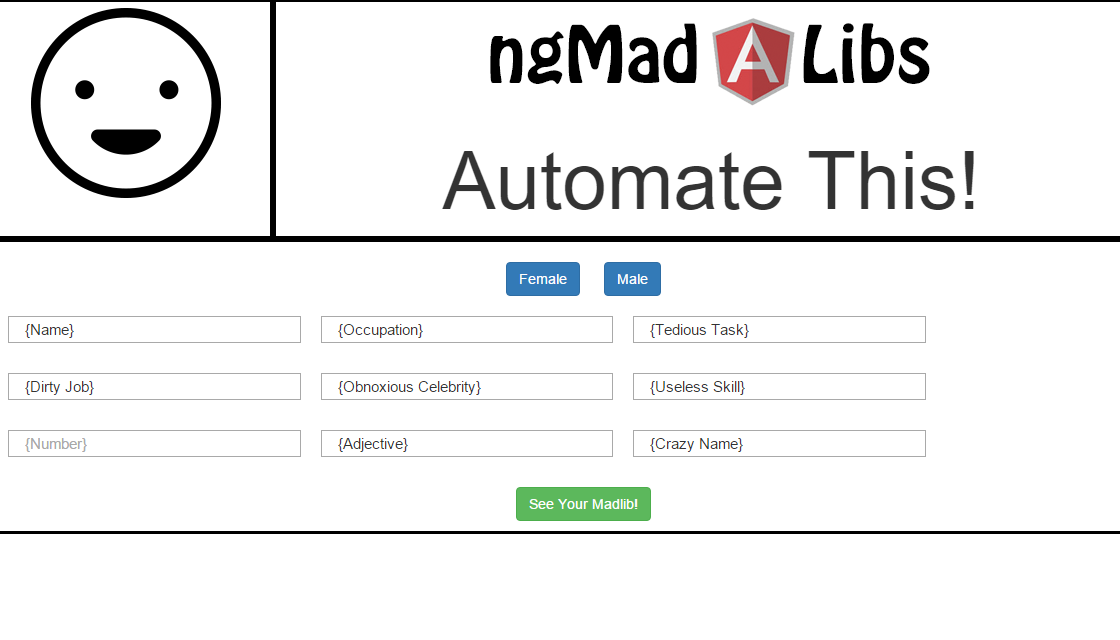 ngMad A Libs
Automate This!
Female Male
{Name} {Occupation} {Tedious Task}
{Dirty Job} {Obnoxious Celebrity} {Useless Skill}
{Number} {Adjective} {Crazy Name}
See Your Madlib!